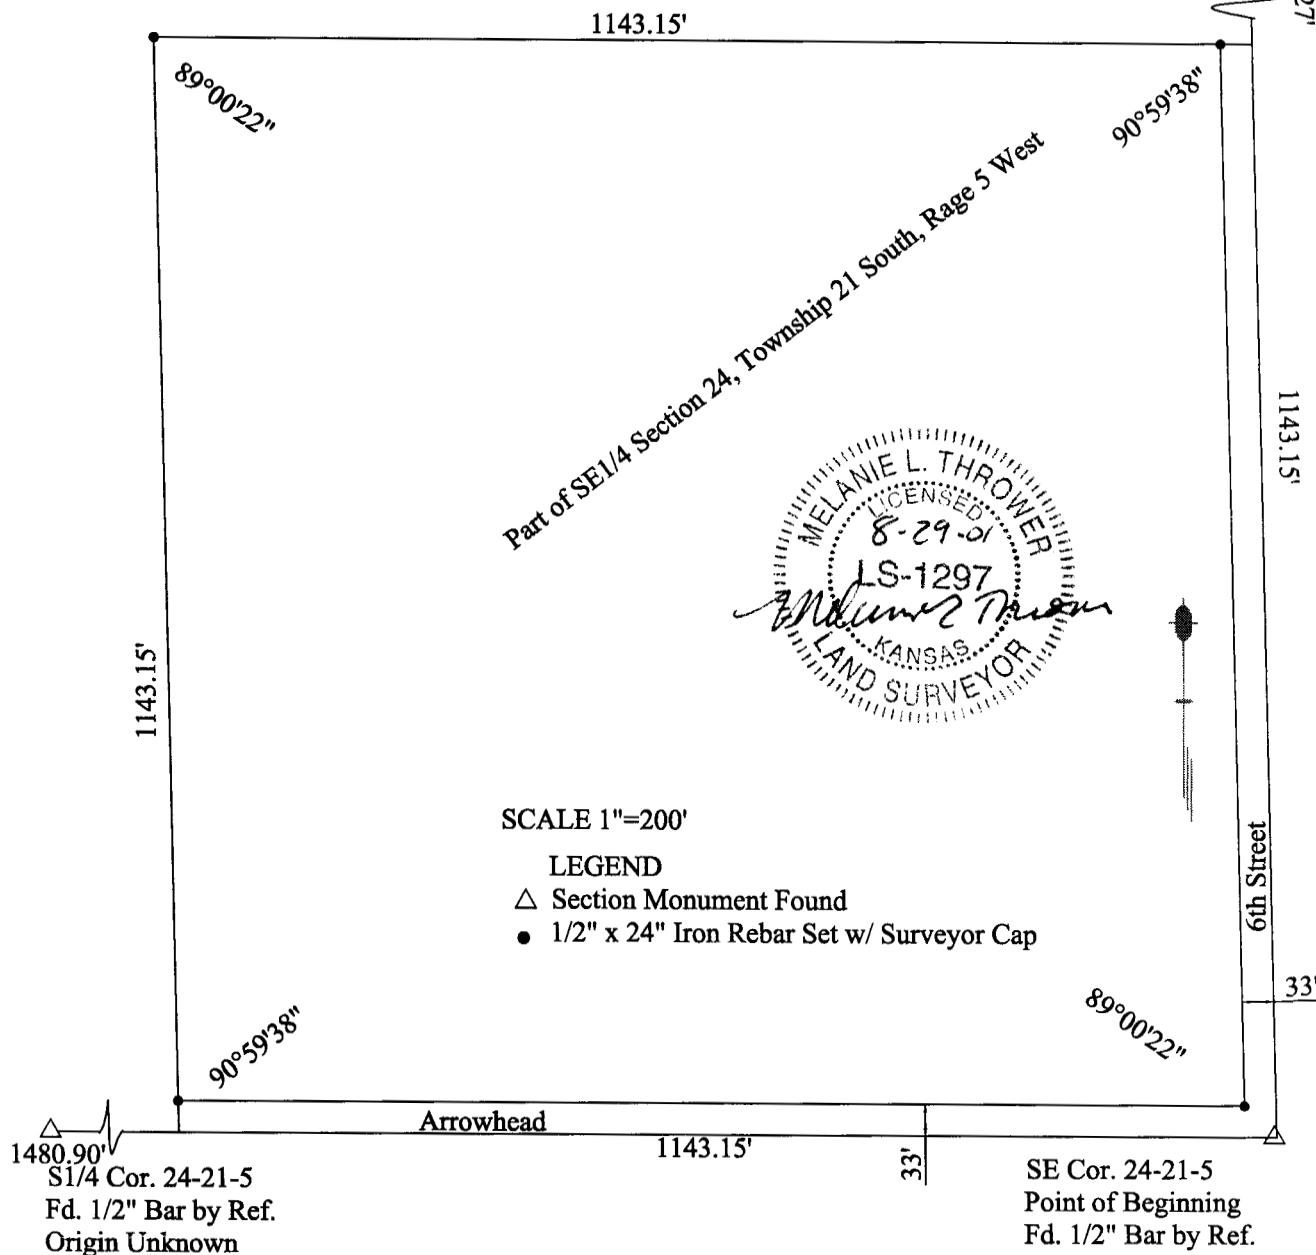 1143.15'
27'
89°00'22"
90°59'38"
Part of SE1/4 Section 24, Township 21 South, Rage 5 West
1143.15'
MELANIE L. THROWER
LICENSED
8-29-01
LS-1297
KANSAS
LAND SURVEYOR
1143.15'
SCALE 1"=200'
LEGEND
△ Section Monument Found
● 1/2" x 24" Iron Rebar Set w/ Surveyor Cap
6th Street
33'
90°59'38"
89°00'22"
Arrowhead
1480.90'
1143.15'
33'
S1/4 Cor. 24-21-5
Fd. 1/2" Bar by Ref.
Origin Unknown
SE Cor. 24-21-5
Point of Beginning
Fd. 1/2" Bar by Ref.